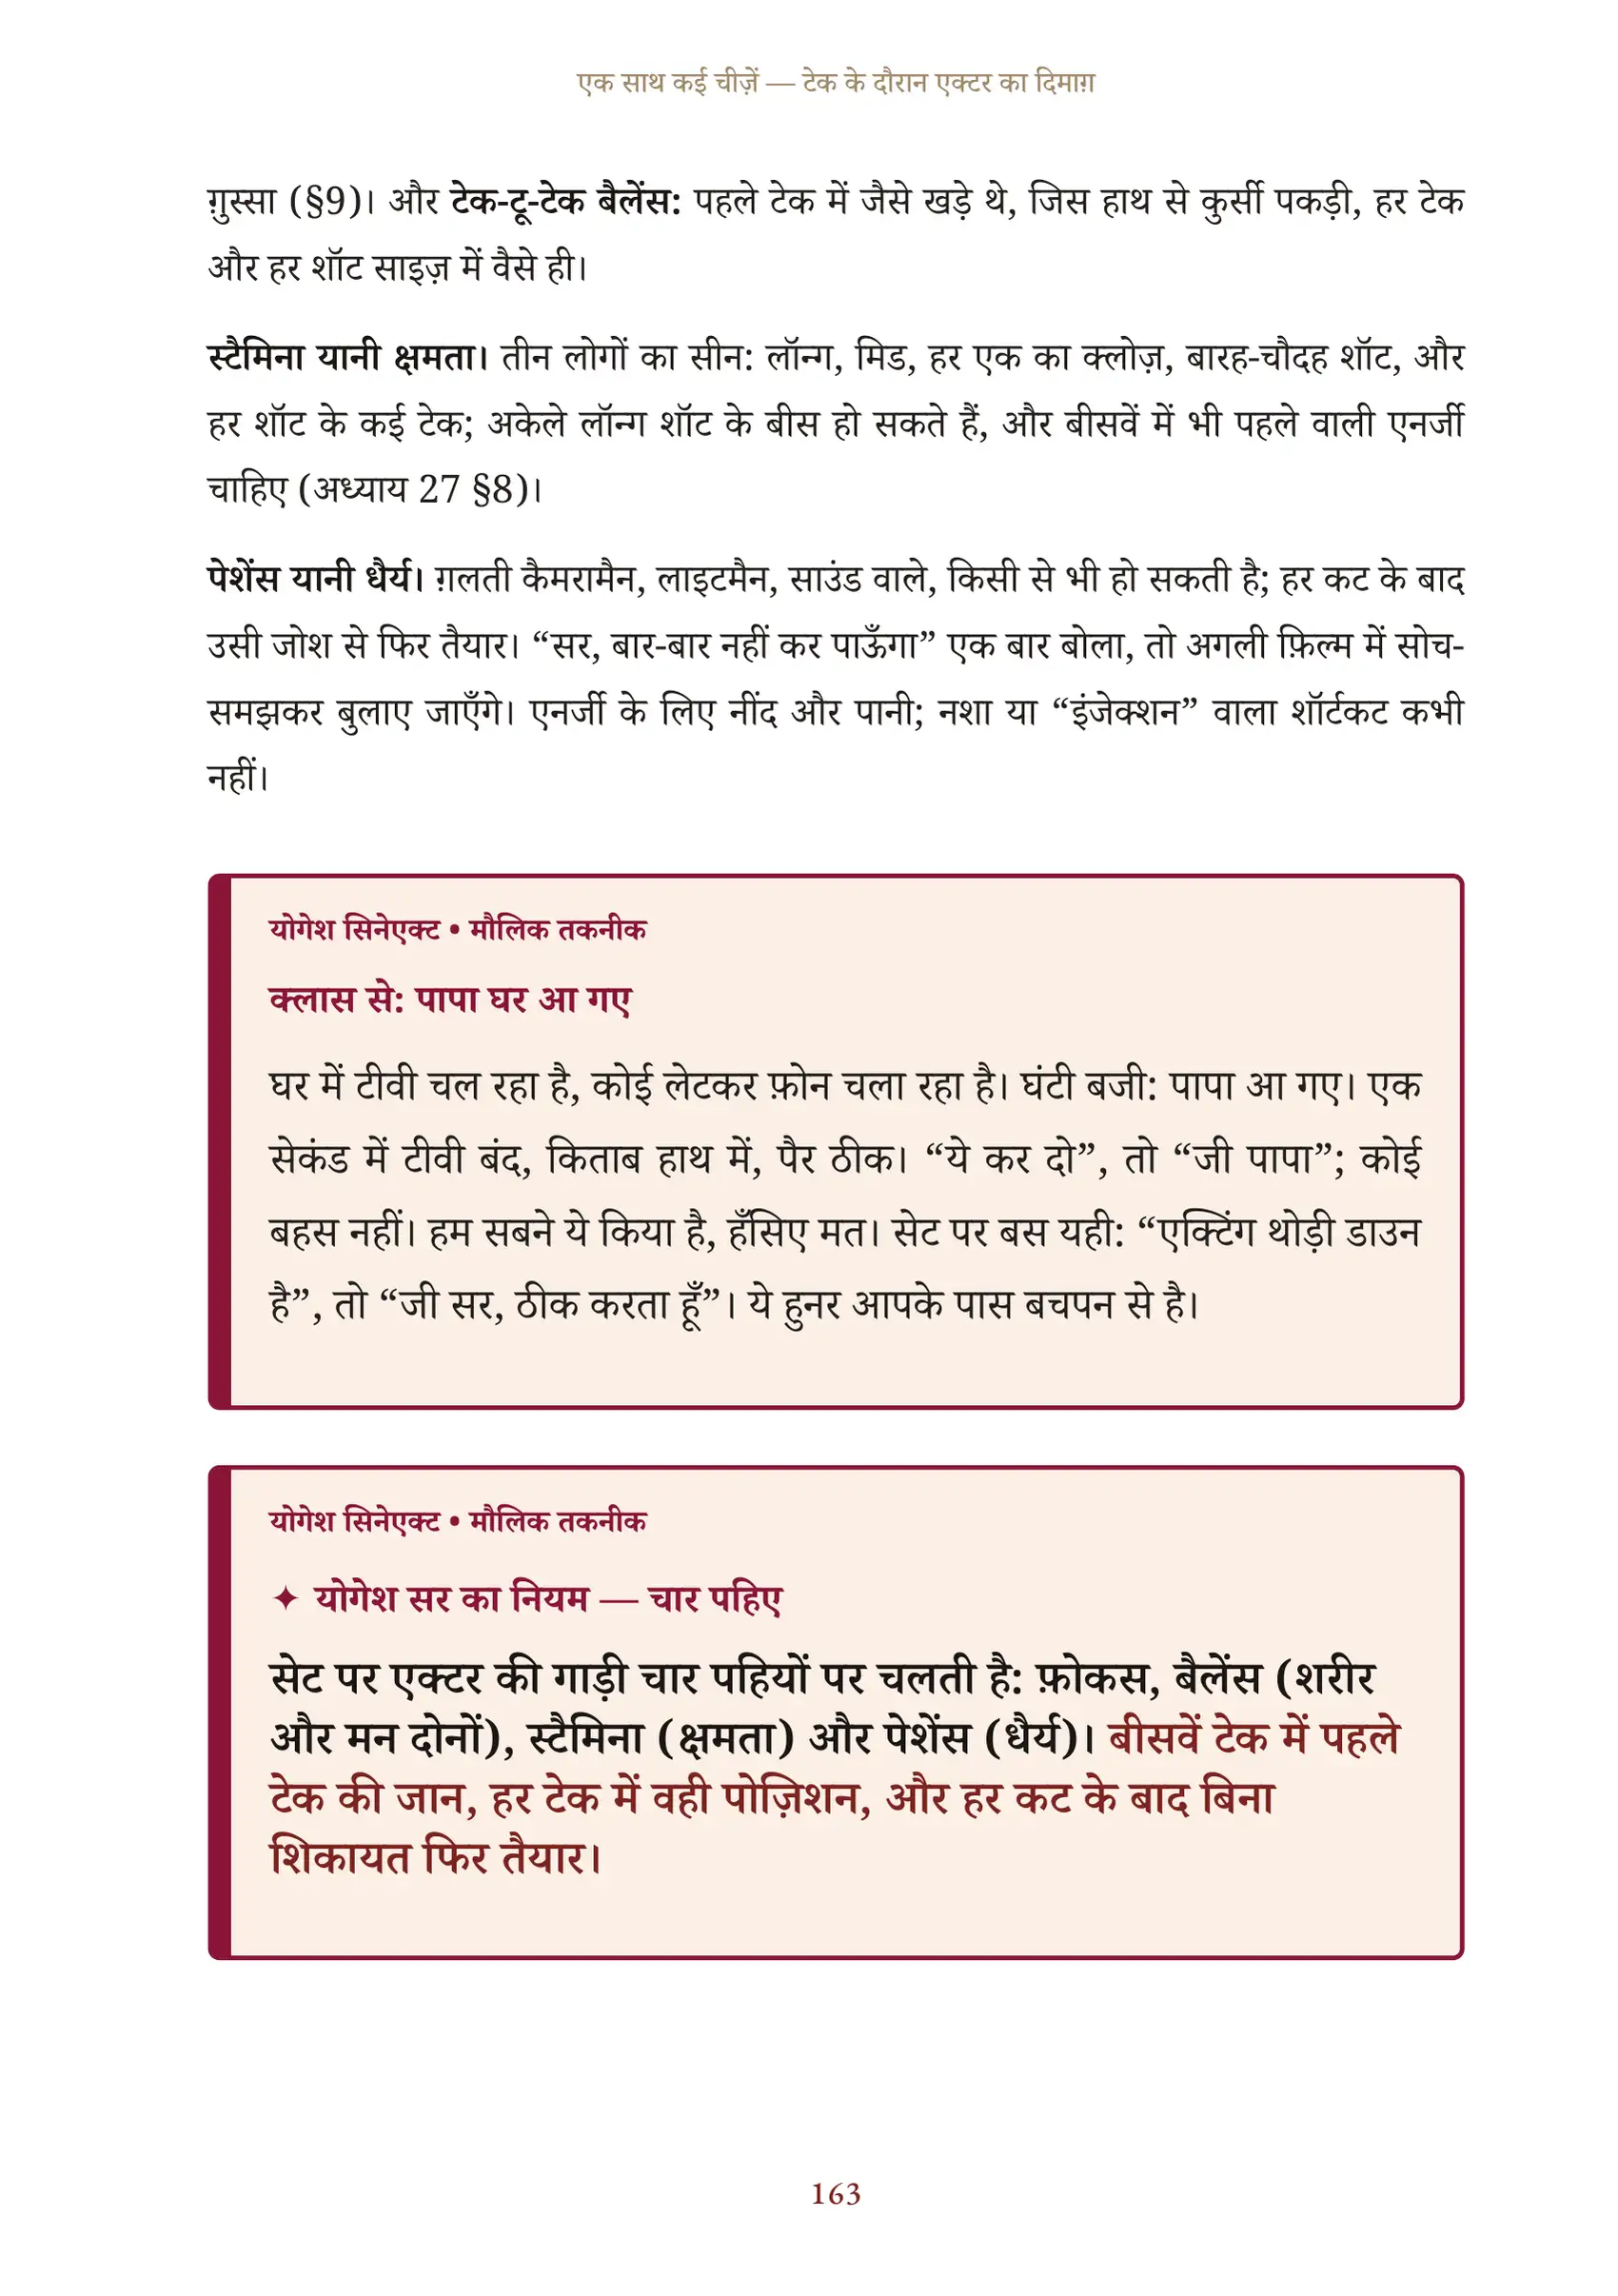 एक साथ कई चीज़ें — टेक के दौरान एक्टर का दिमाग़
ग़ुस्सा (§9)। और टेक-टू-टेक बैलेंस: पहले टेक में जैसे खड़े थे, जिस हाथ से कुर्सी पकड़ी, हर टेक
और हर शॉट साइज़ में वैसे ही।
स्टैमिना यानी क्षमता। तीन लोगों का सीन: लॉन्ग, मिड, हर एक का क्लोज़, बारह-चौदह शॉट, और
हर शॉट के कई टेक; अकेले लॉन्ग शॉट के बीस हो सकते हैं, और बीसवें में भी पहले वाली एनर्जी
चाहिए (अध्याय 27 §8)।
पेशेंस यानी धैर्य। ग़लती कैमरामैन, लाइटमैन, साउंड वाले, किसी से भी हो सकती है; हर कट के बाद
उसी जोश से फिर तैयार। “सर, बार-बार नहीं कर पाऊँगा” एक बार बोला, तो अगली फ़िल्म में सोच-
समझकर बुलाए जाएँगे। एनर्जी के लिए नींद और पानी; नशा या “इंजेक्शन” वाला शॉर्टकट कभी
नहीं।
योगेश सिनेएक्ट • मौलिक तकनीक
क्लास से: पापा घर आ गए
घर में टीवी चल रहा है, कोई लेटकर फ़ोन चला रहा है। घंटी बजी: पापा आ गए। एक
सेकंड में टीवी बंद, किताब हाथ में, पैर ठीक। “ये कर दो”, तो “जी पापा”; कोई
बहस नहीं। हम सबने ये किया है, हँसिए मत। सेट पर बस यही: “एक्टिंग थोड़ी डाउन
है”, तो “जी सर, ठीक करता हूँ”। ये हुनर आपके पास बचपन से है।
योगेश सिनेएक्ट • मौलिक तकनीक
✦ योगेश सर का नियम — चार पहिए
सेट पर एक्टर की गाड़ी चार पहियों पर चलती है: फ़ोकस, बैलेंस (शरीर
और मन दोनों), स्टैमिना (क्षमता) और पेशेंस (धैर्य)। बीसवें टेक में पहले
टेक की जान, हर टेक में वही पोज़िशन, और हर कट के बाद बिना
शिकायत फिर तैयार।
163